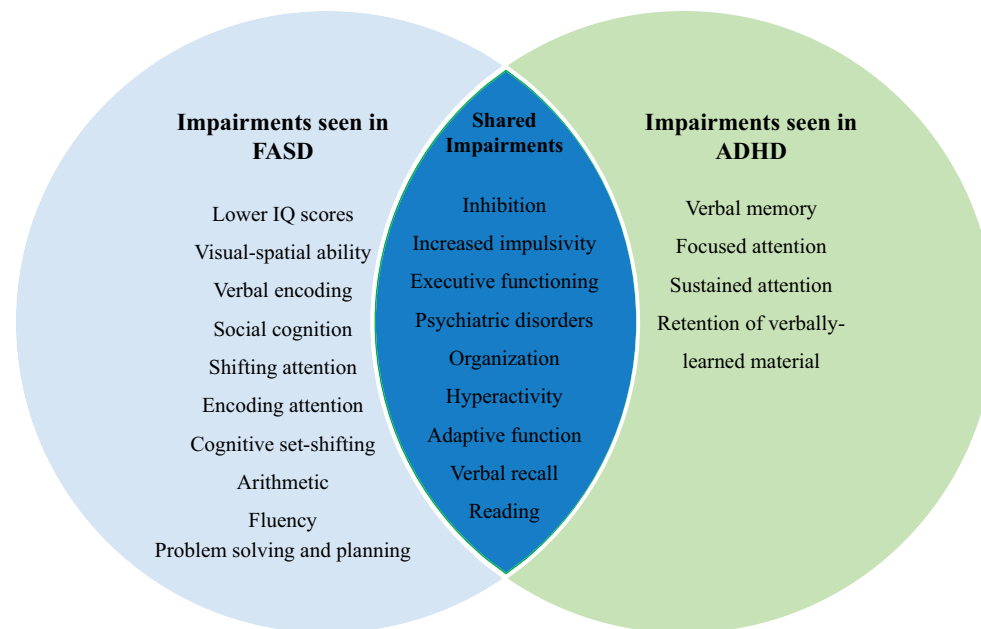 Impairments seen in
FASD
Lower IQ scores
Visual-spatial ability
Verbal encoding
Social cognition
Shifting attention
Encoding attention
Cognitive set-shifting
Arithmetic
Fluency
Problem solving and planning
Shared
Impairments
Inhibition
Increased impulsivity
Executive functioning
Psychiatric disorders
Organization
Hyperactivity
Adaptive function
Verbal recall
Reading
Impairments seen in
ADHD
Verbal memory
Focused attention
Sustained attention
Retention of verbally-
learned material